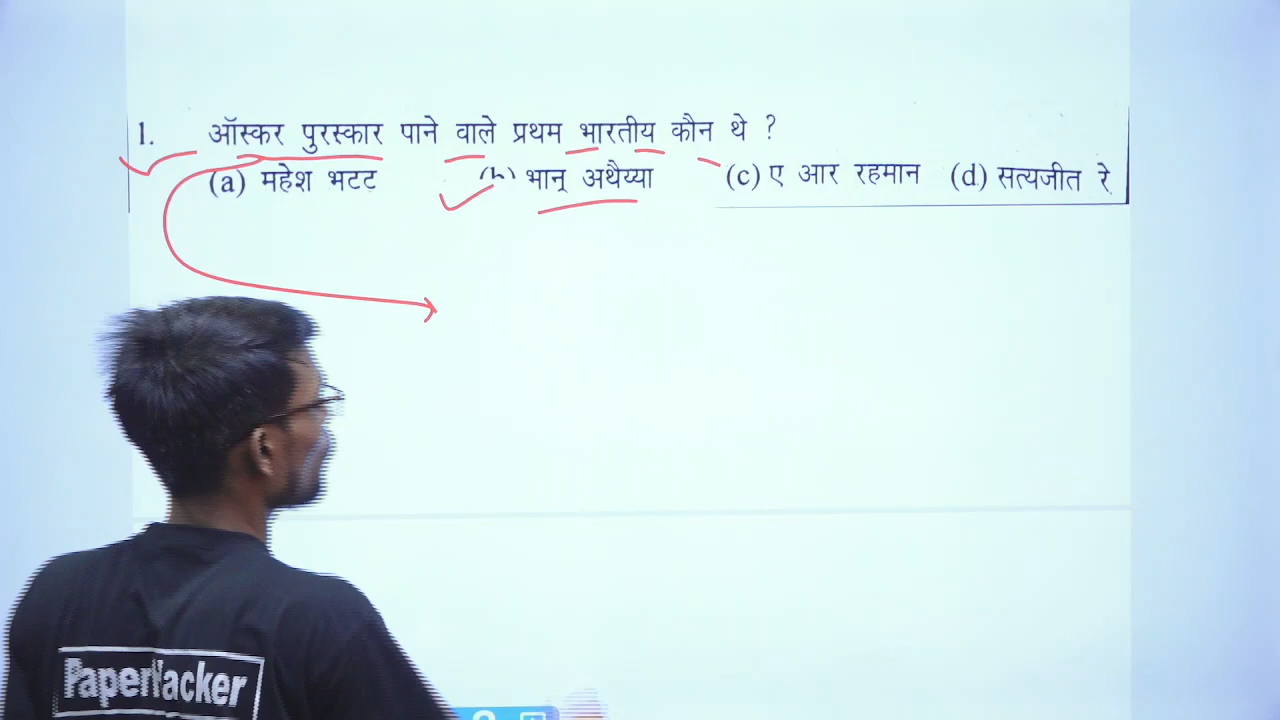 1. ऑस्कर पुरस्कार पाने वाले प्रथम भारतीय कौन थे ?
(a) महेश भटट (b) भानू अथैय्या (c) ए आर रहमान (d) सत्यजीत रे
PaperHacker